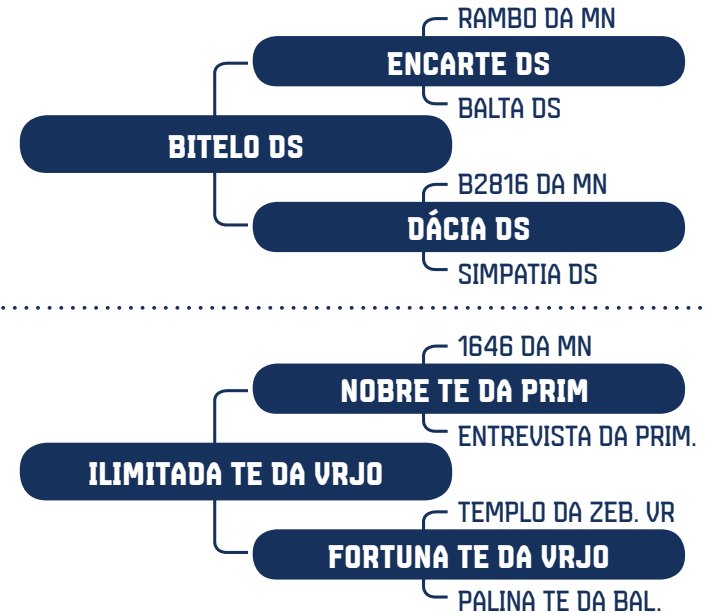 RAMBO DA MN
ENCARTE DS
BALTA DS
BITELO DS
B2816 DA MN
DÁCIA DS
SIMPATIA DS
1646 DA MN
NOBRE TE DA PRIM
ENTREVISTA DA PRIM.
ILIMITADA TE DA VRJO
TEMPLO DA ZEB. VR
FORTUNA TE DA VRJO
PALINA TE DA BAL.